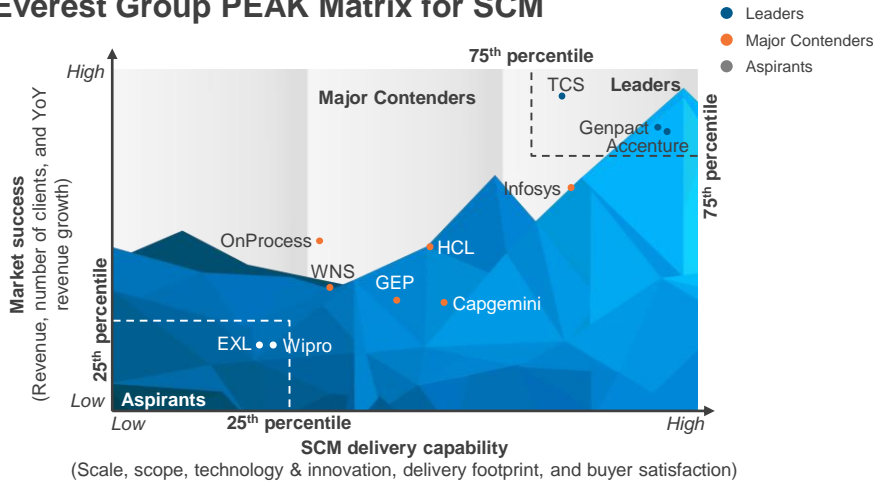 Everest Group PEAK Matrix for SCM
Leaders
Major Contenders
Aspirants
75th percentile
High
Major Contenders
TCS
Leaders
Genpact
Accenture
75th percentile
Infosys
Market success
(Revenue, number of clients, and YoY
revenue growth)
OnProcess
HCL
WNS
GEP
Capgemini
25th percentile
EXL
Wipro
Low
Aspirants
Low
25th percentile
High
SCM delivery capability
(Scale, scope, technology & innovation, delivery footprint, and buyer satisfaction)